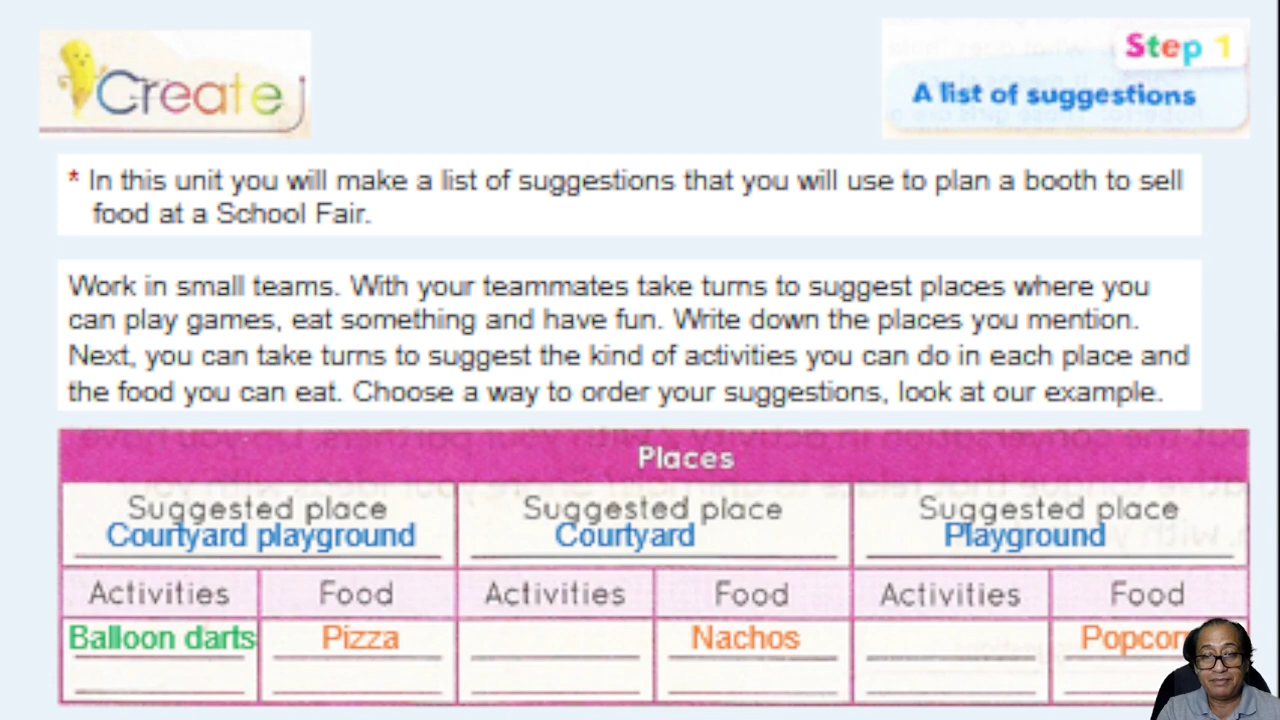 Create
Step 1
A list of suggestions
* In this unit you will make a list of suggestions that you will use to plan a booth to sell
food at a School Fair.
Work in small teams. With your teammates take turns to suggest places where you
can play games, eat something and have fun. Write down the places you mention.
Next, you can take turns to suggest the kind of activities you can do in each place and
the food you can eat. Choose a way to order your suggestions, look at our example.
Places
Suggested place Suggested place Suggested place
Courtyard playground Courtyard Playground
Activities Food Activities Food Activities Food
Balloon darts Pizza Nachos